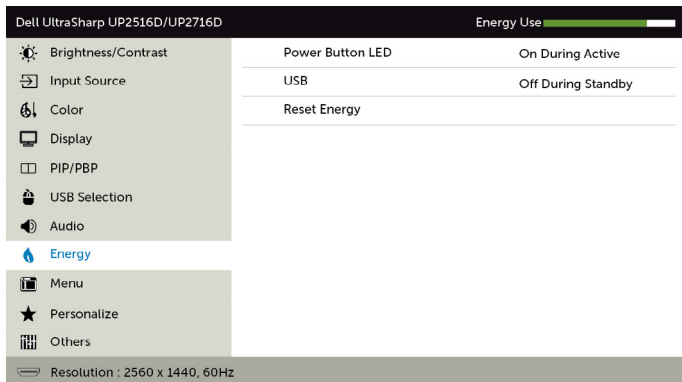 Dell UltraSharp UP2516D/UP2716D Energy Use
Brightness/Contrast Power Button LED On During Active
Input Source USB Off During Standby
Color Reset Energy
Display
PIP/PBP
USB Selection
Audio
Energy
Menu
Personalize
Others
Resolution : 2560 x 1440, 60Hz